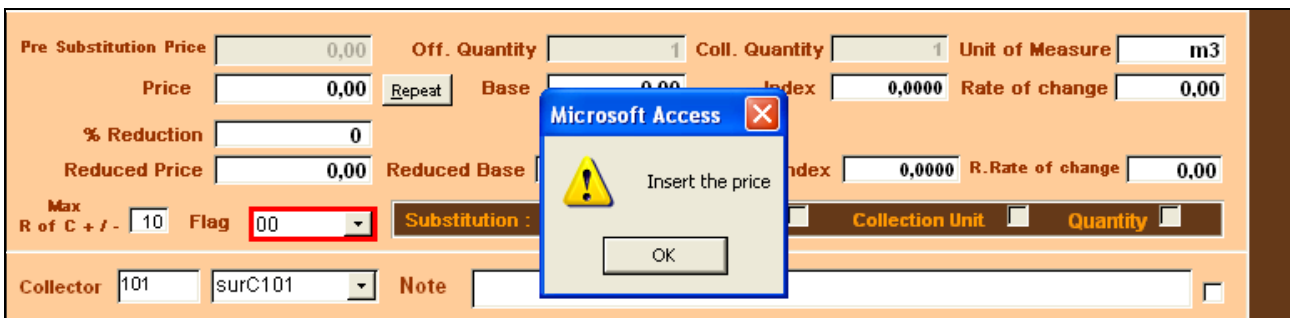 Pre Substitution Price 0,00 Off. Quantity 1 Coll. Quantity 1 Unit of Measure m3
Price 0,00 Repeat Base 0,00 Index 0,0000 Rate of change 0,00
Microsoft Access
% Reduction 0
Insert the price
Reduced Price 0,00 Reduced Base ndex 0,0000 R.Rate of change 0,00
Max
R of C + / - 10 Flag 00 Substitution : Collection Unit Quantity
OK
Collector 101 surC101 Note